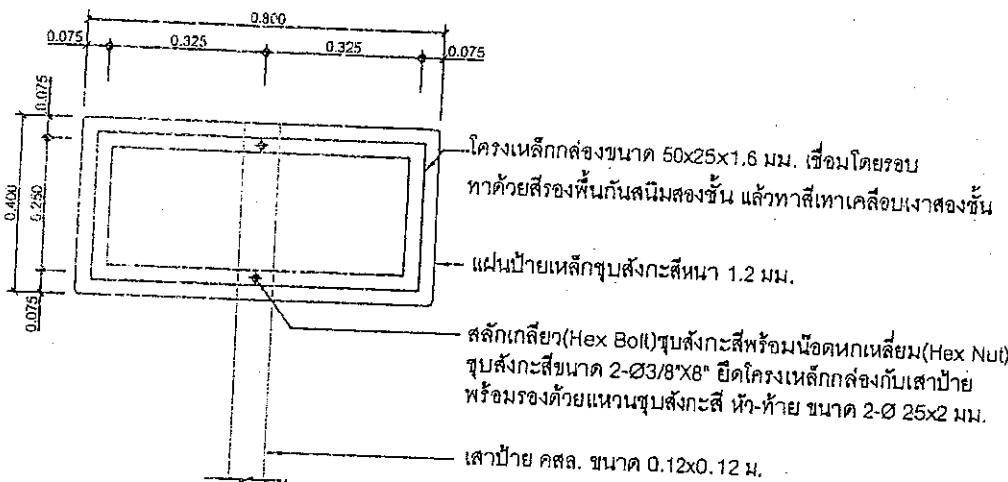 0.800
0.075 0.325 0.325 0.075
0.075
0.400
0.250
0.075
โครงเหล็กกล่องขนาด 50x25x1.6 มม. เชื่อมโดยรอบ
ทาด้วยสีรองพื้นกันสนิมสองชั้น แล้วทาสีเทาเคลือบเงาสองชั้น
แผ่นป้ายเหล็กชุบสังกะสีหนา 1.2 มม.
สลักเกลียว(Hex Bolt)ชุบสังกะสีพร้อมน๊อตหกเหลี่ยม(Hex Nut)
ชุบสังกะสีขนาด 2-Ø3/8"X8" ยึดโครงเหล็กกล่องกับเสาป้าย
พร้อมรองด้วยแหวนชุบสังกะสี หัว-ท้าย ขนาด 2-Ø 25x2 มม.
เสาป้าย คสล. ขนาด 0.12x0.12 ม.